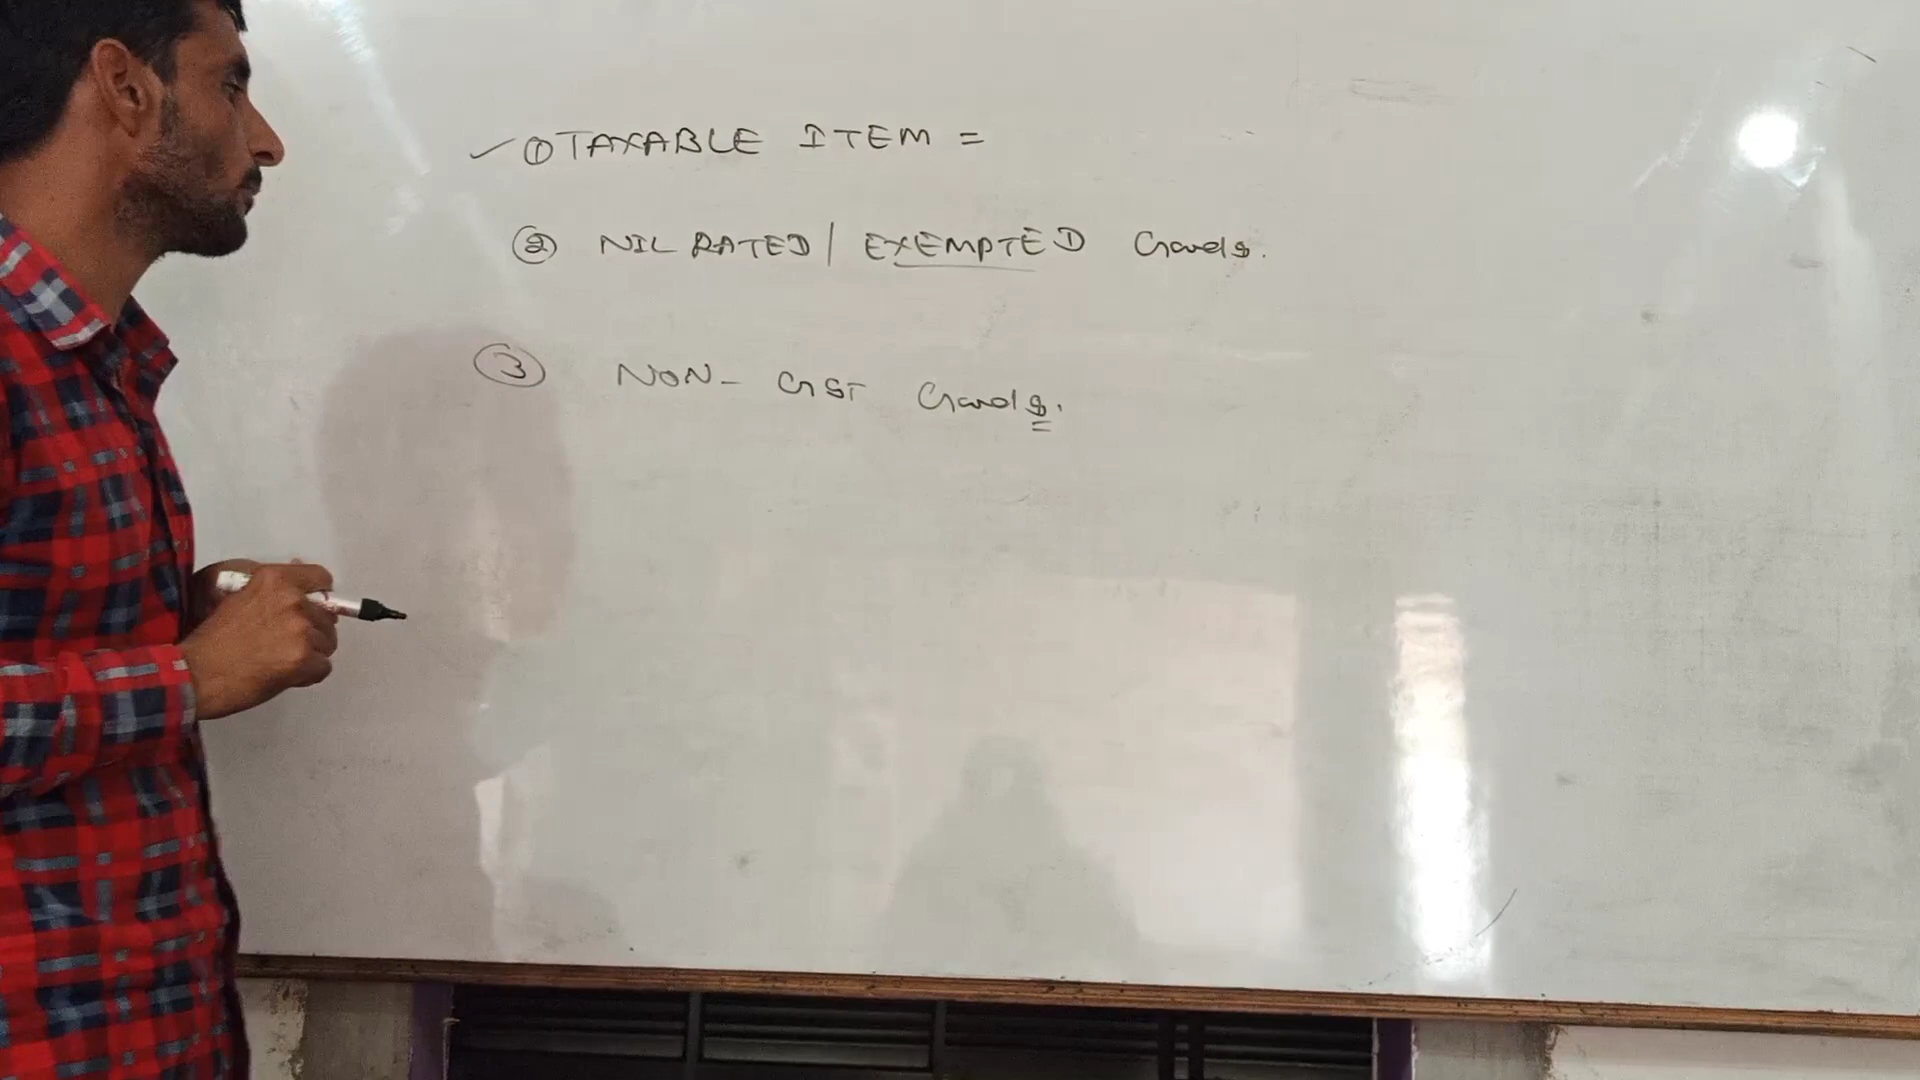 ① TAXABLE ITEM =
② NIL RATED / EXEMPTED Goods.
③ NON - GST Goods.